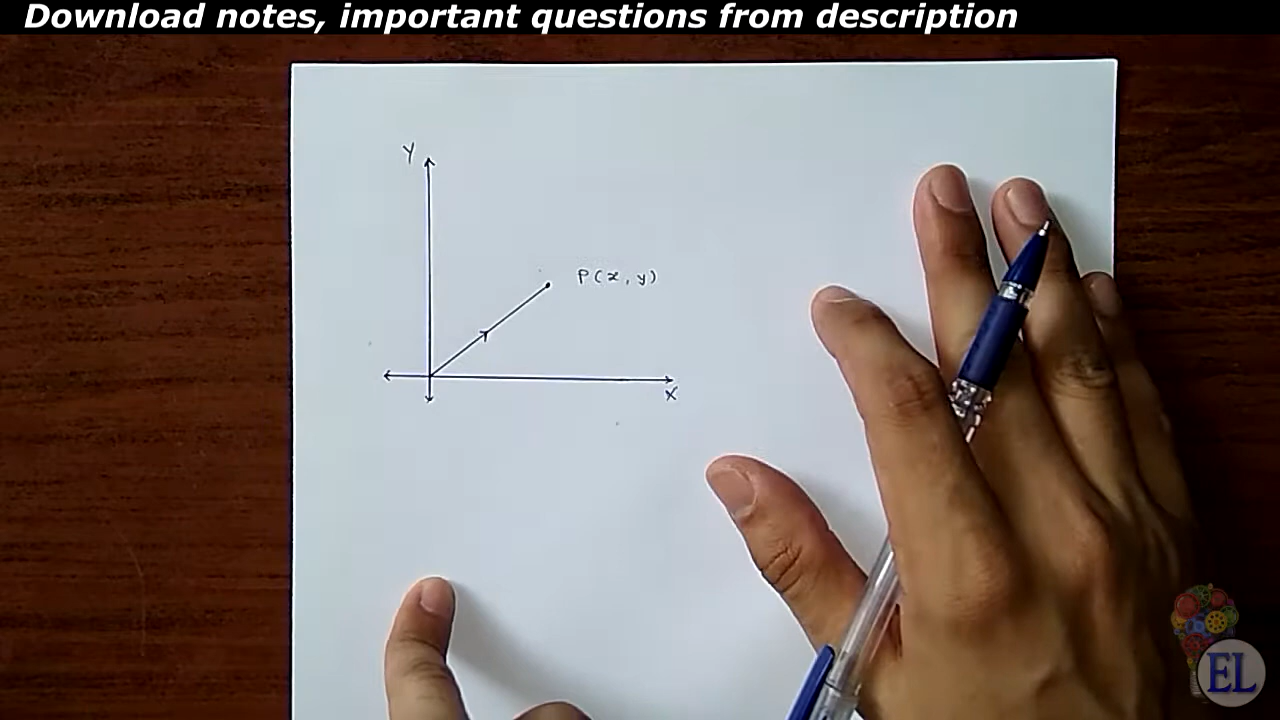 Download notes, important questions from description
Y
P(x, y)
X
EL